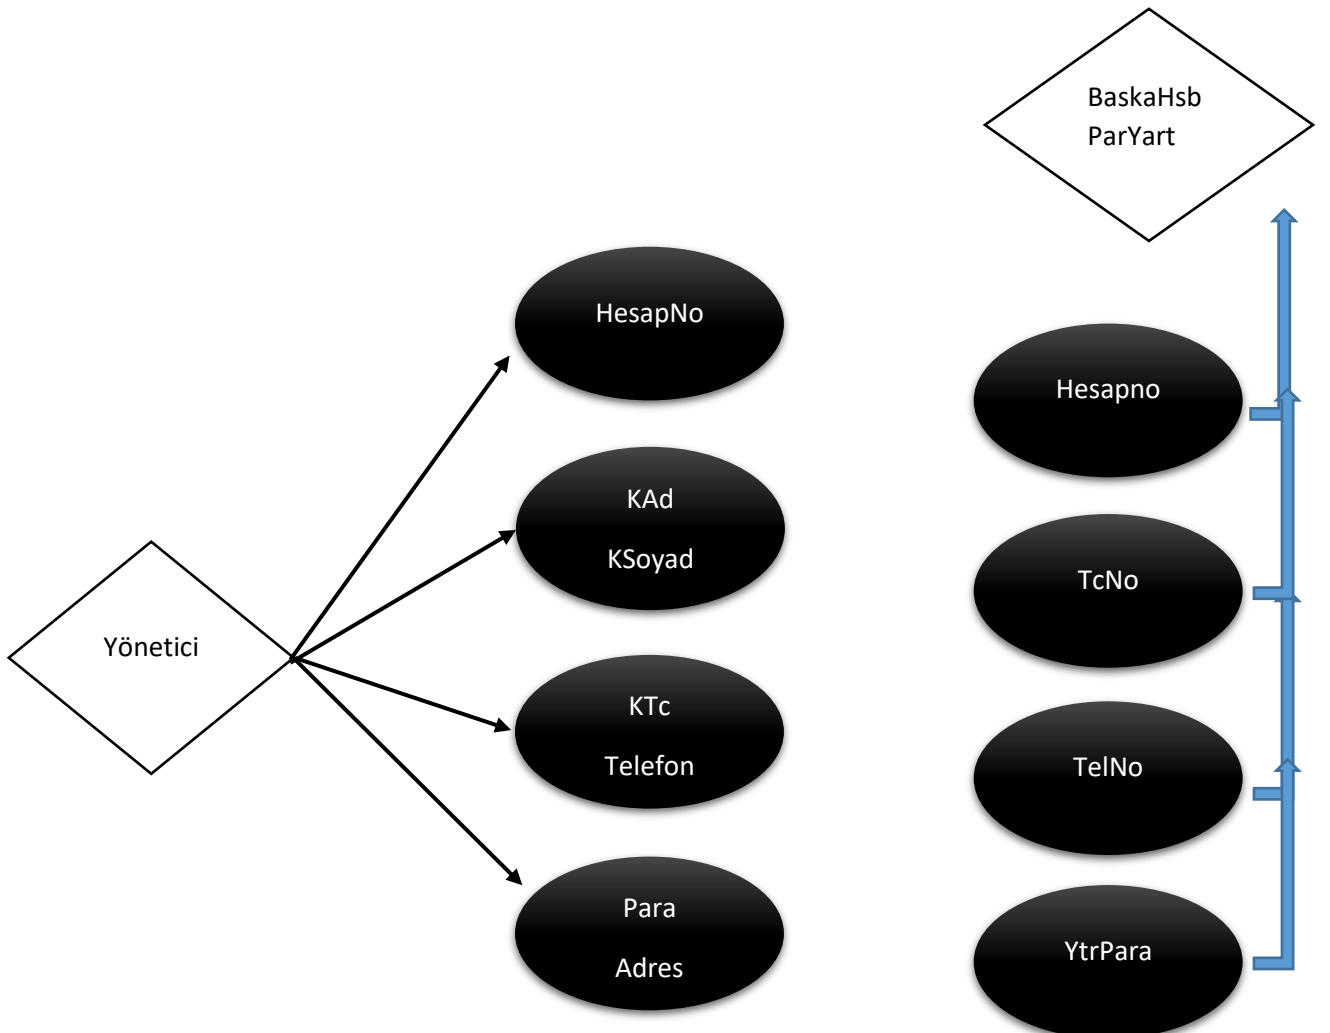 BaskaHsb
ParYart
HesapNo
KAd
KSoyad
Yönetici
KTc
Telefon
Para
Adres
Hesapno
TcNo
TelNo
YtrPara